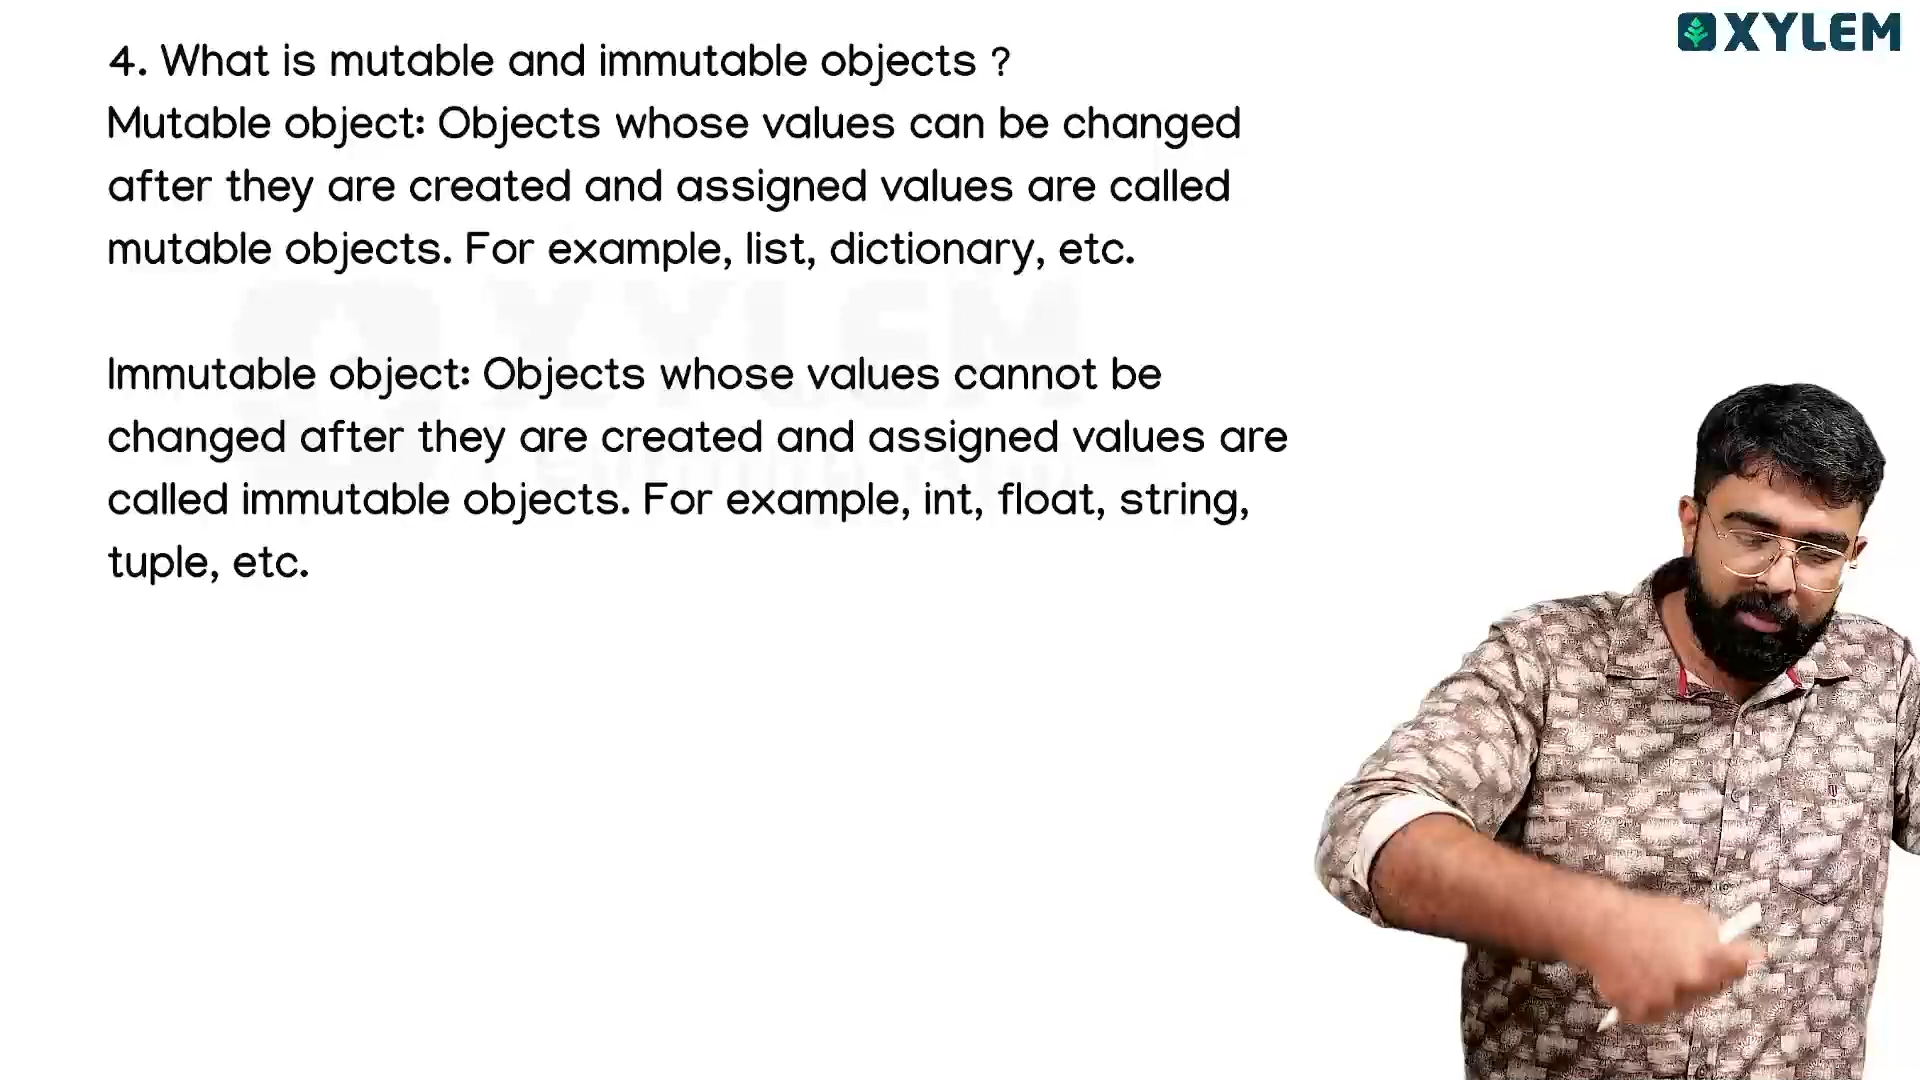 XYLEM
4. What is mutable and immutable objects ?
Mutable object: Objects whose values can be changed
after they are created and assigned values are called
mutable objects. For example, list, dictionary, etc.
XYLEM
Immutable object: Objects whose values cannot be
changed after they are created and assigned values are
called immutable objects. For example, int, float, string,
tuple, etc.